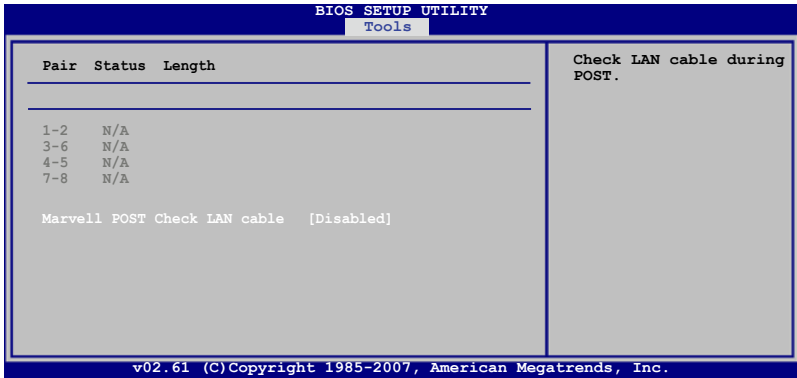 BIOS SETUP UTILITY
Tools
Pair Status Length
1-2 N/A
3-6 N/A
4-5 N/A
7-8 N/A
Marvell POST Check LAN cable [Disabled]
Check LAN cable during
POST.
v02.61 (C)Copyright 1985-2007, American Megatrends, Inc.